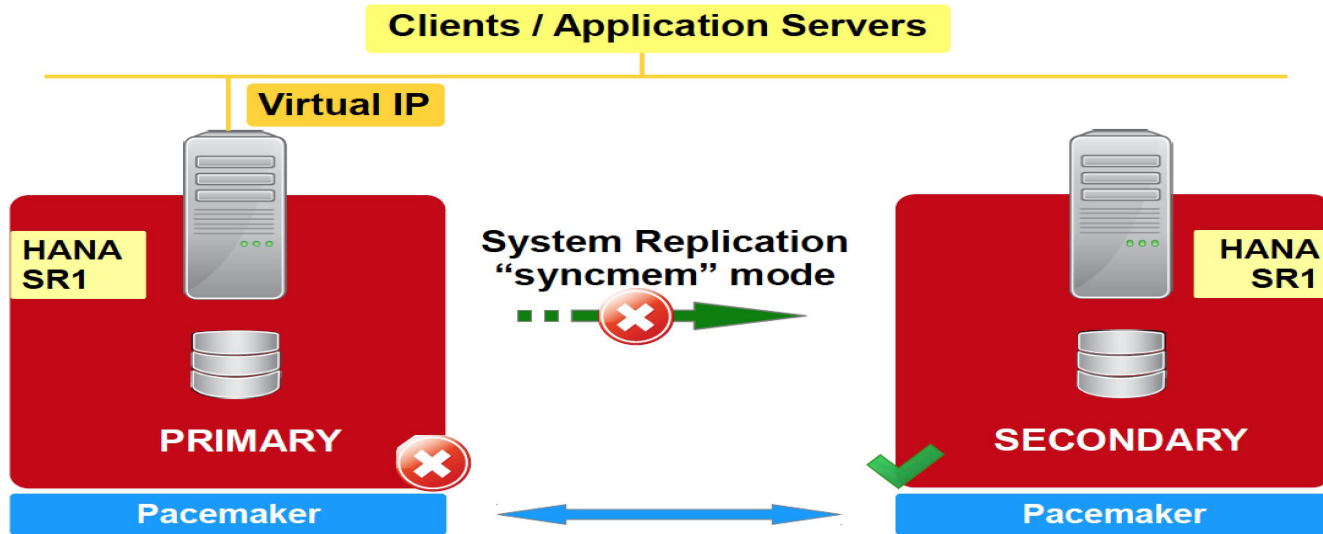 Clients / Application Servers
Virtual IP
HANA
SR1
System Replication
“syncmem” mode
HANA
SR1
PRIMARY
SECONDARY
Pacemaker
Pacemaker